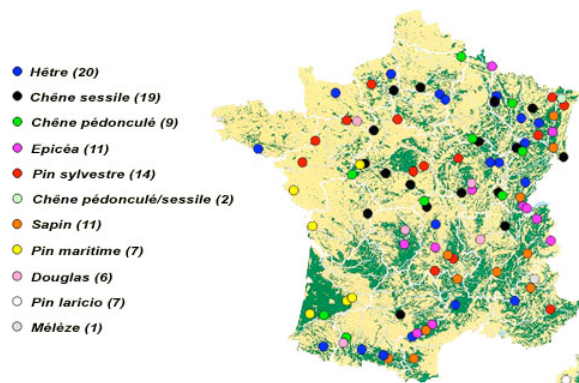 Hêtre (20)
Chêne sessile (19)
Chêne pédonculé (9)
Epicéa (11)
Pin sylvestre (14)
Chêne pédonculé/sessile (2)
Sapin (11)
Pin maritime (7)
Douglas (6)
Pin laricio (7)
Mélèze (1)